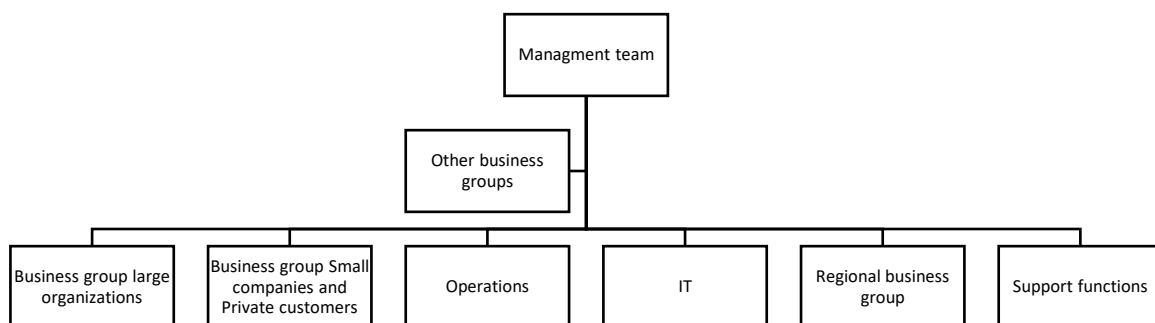 Managment team
Other business
groups
Business group large
organizations
Business group Small
companies and
Private customers
Operations
IT
Regional business
group
Support functions